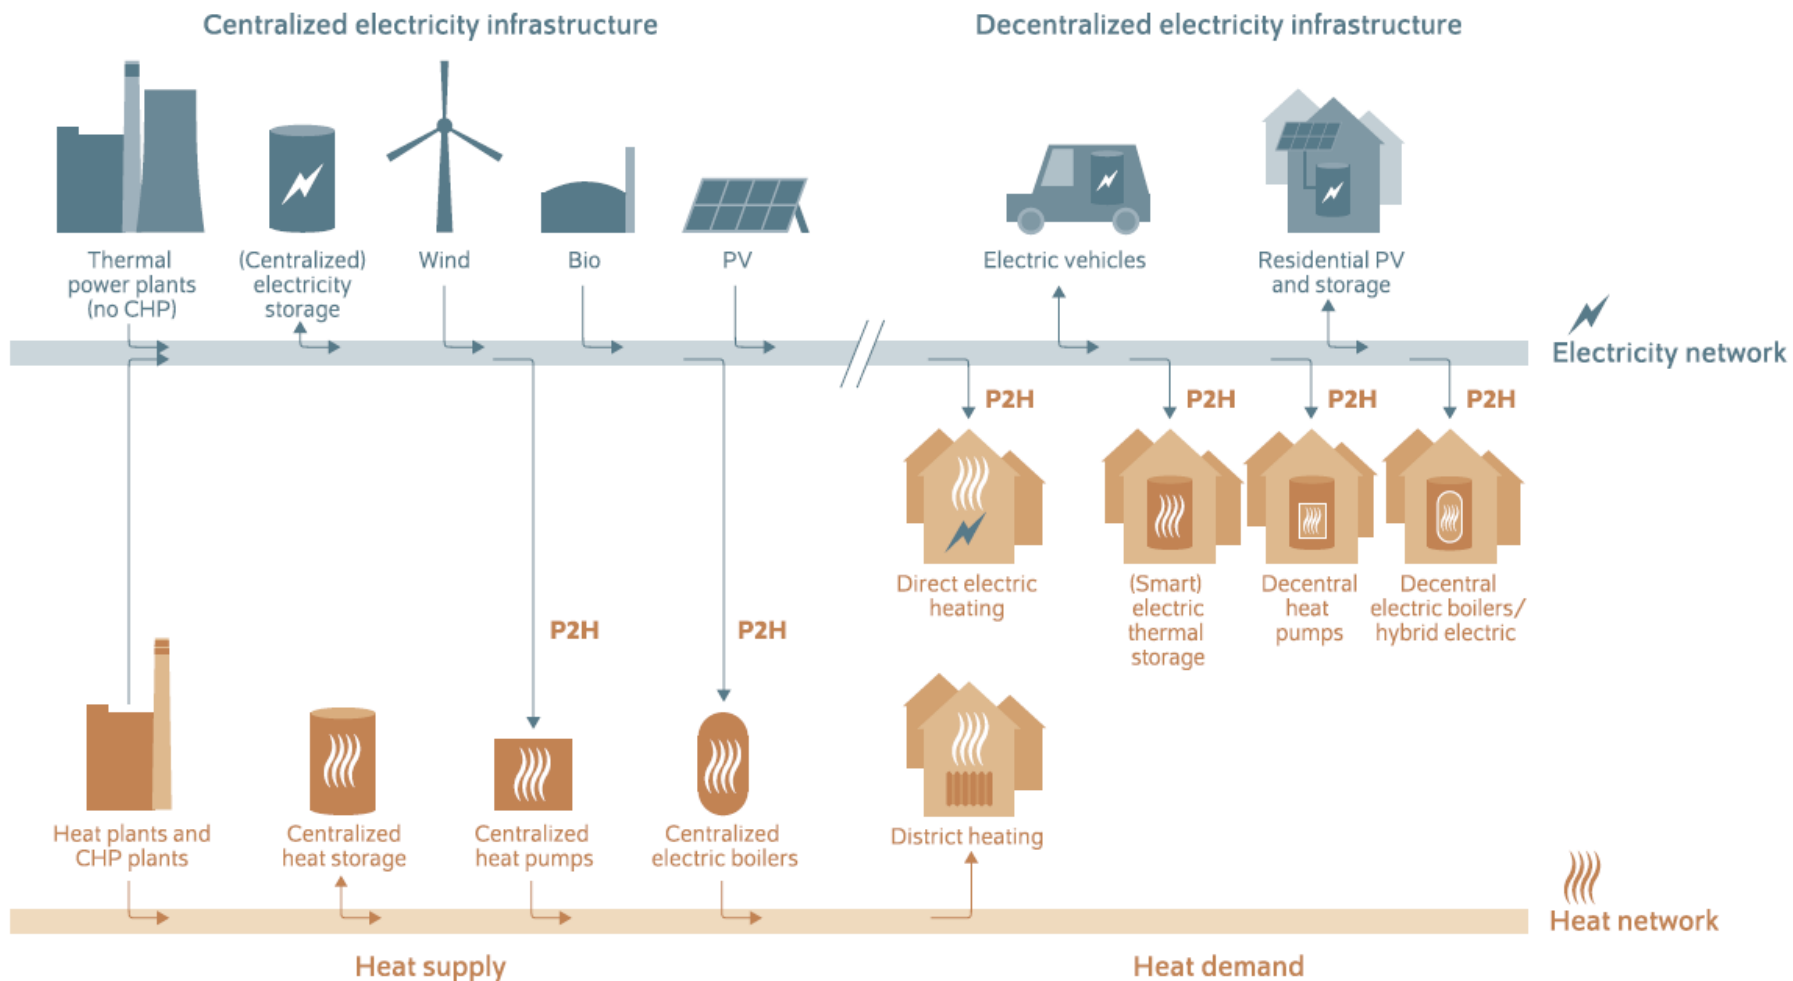 Centralized electricity infrastructure
Decentralized electricity infrastructure
Thermal
power plants
(no CHP)
(Centralized)
electricity
storage
Wind
Bio
PV
Electric vehicles
Residential PV
and storage
Electricity network
P2H
P2H
P2H
P2H
Direct electric
heating
(Smart)
electric
thermal
storage
Decentral
heat
pumps
Decentral
electric boilers/
hybrid electric
P2H
P2H
Heat plants and
CHP plants
Centralized
heat storage
Centralized
heat pumps
Centralized
electric boilers
District heating
Heat network
Heat supply
Heat demand